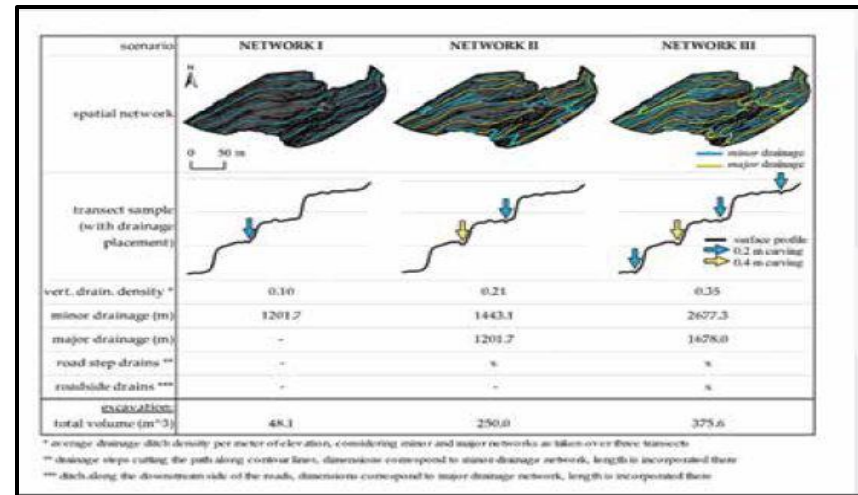 scenario NETWORK I NETWORK II NETWORK III
N
spatial network
0 50 m
minor drainage
major drainage
transect sample
(with drainage
placement)
surface profile
0.2 m carving
0.4 m carving
vert. drain. density * 0.10 0.21 0.35
minor drainage (m) 1201.7 1443.1 2677.3
major drainage (m) - 1201.7 1678.0
road step drains ** - x x
roadside drains *** - - x
excavation:
total volume (m^3) 48.1 250.0 375.6
* average drainage ditch density per meter of elevation, considering minor and major networks as taken over three transects
** drainage steps cutting the path along contour lines, dimensions correspond to minor drainage network, length is incorporated there
*** ditch along the downstream side of the roads, dimensions correspond to major drainage network, length is incorporated there